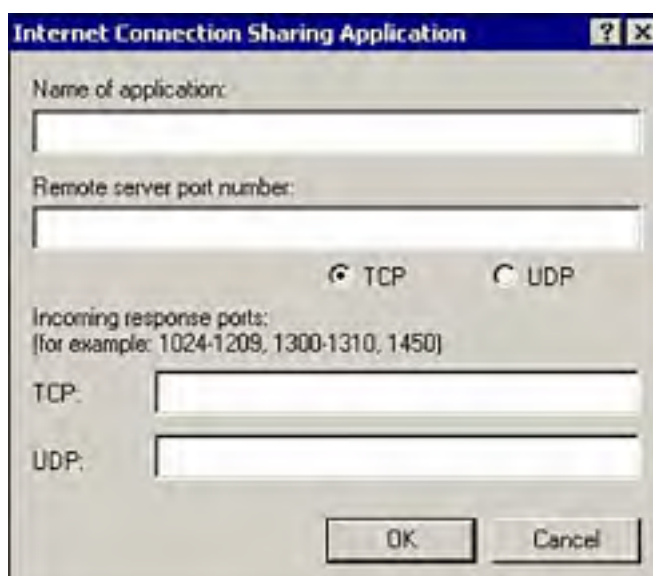 Internet Connection Sharing Application
Name of application:
Remote server port number:
TCP UDP
Incoming response ports:
(for example: 1024-1209, 1300-1310, 1450)
TCP:
UDP:
OK Cancel